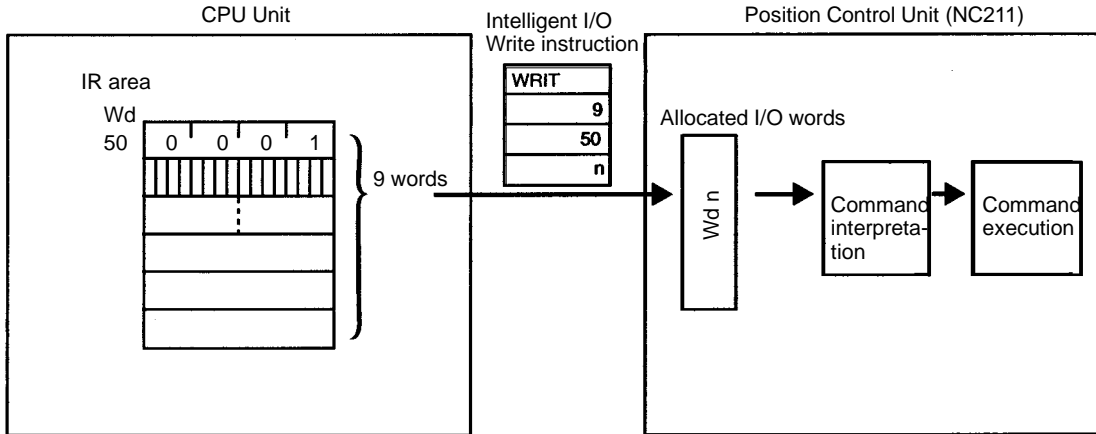 CPU Unit
Intelligent I/O
Write instruction
Position Control Unit (NC211)
IR area
Wd
50 0 0 0 1
9 words
WRIT
9
50
n
Allocated I/O words
Wd n
Command
interpreta-
tion
Command
execution